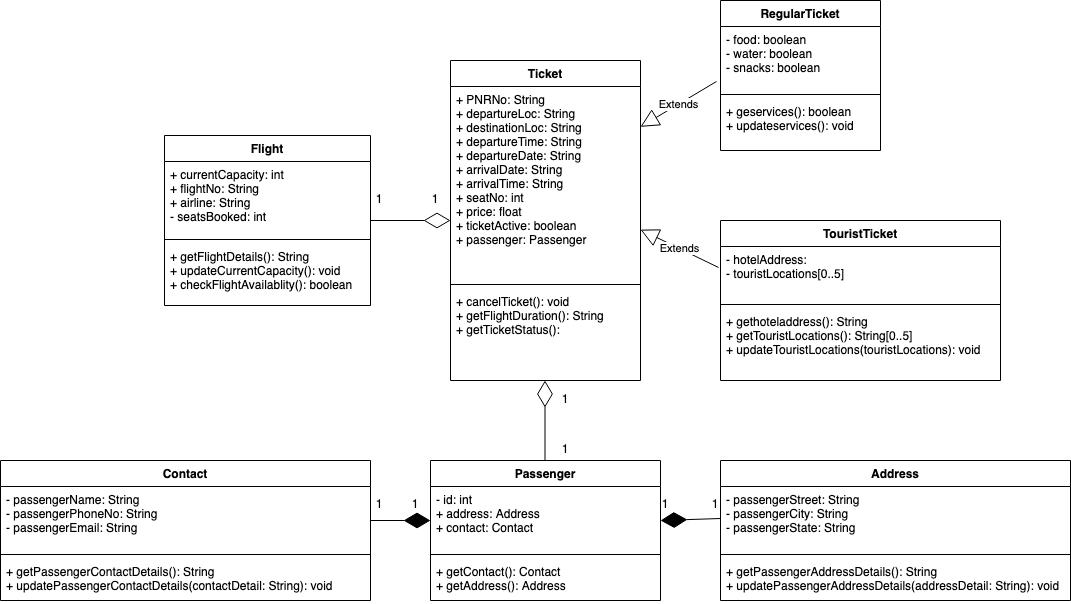 RegularTicket
- food: boolean
- water: boolean
- snacks: boolean
+ geservices(): boolean
+ updateservices(): void
Extends
Ticket
+ PNRNo: String
+ departureLoc: String
+ destinationLoc: String
+ departureTime: String
+ departureDate: String
+ arrivalDate: String
+ arrivalTime: String
+ seatNo: int
+ price: float
+ ticketActive: boolean
+ passenger: Passenger
+ cancelTicket(): void
+ getFlightDuration(): String
+ getTicketStatus():
Flight
+ currentCapacity: int
+ flightNo: String
+ airline: String
- seatsBooked: int
+ getFlightDetails(): String
+ updateCurrentCapacity(): void
+ checkFlightAvailablity(): boolean
1
1
Extends
TouristTicket
- hotelAddress:
- touristLocations[0..5]
+ gethoteladdress(): String
+ getTouristLocations(): String[0..5]
+ updateTouristLocations(touristLocations): void
1
1
Contact
- passengerName: String
- passengerPhoneNo: String
- passengerEmail: String
+ getPassengerContactDetails(): String
+ updatePassengerContactDetails(contactDetail: String): void
1
1
Passenger
- id: int
+ address: Address
+ contact: Contact
+ getContact(): Contact
+ getAddress(): Address
1
1
Address
- passengerStreet: String
- passengerCity: String
- passengerState: String
+ getPassengerAddressDetails(): String
+ updatePassengerAddressDetails(addressDetail: String): void